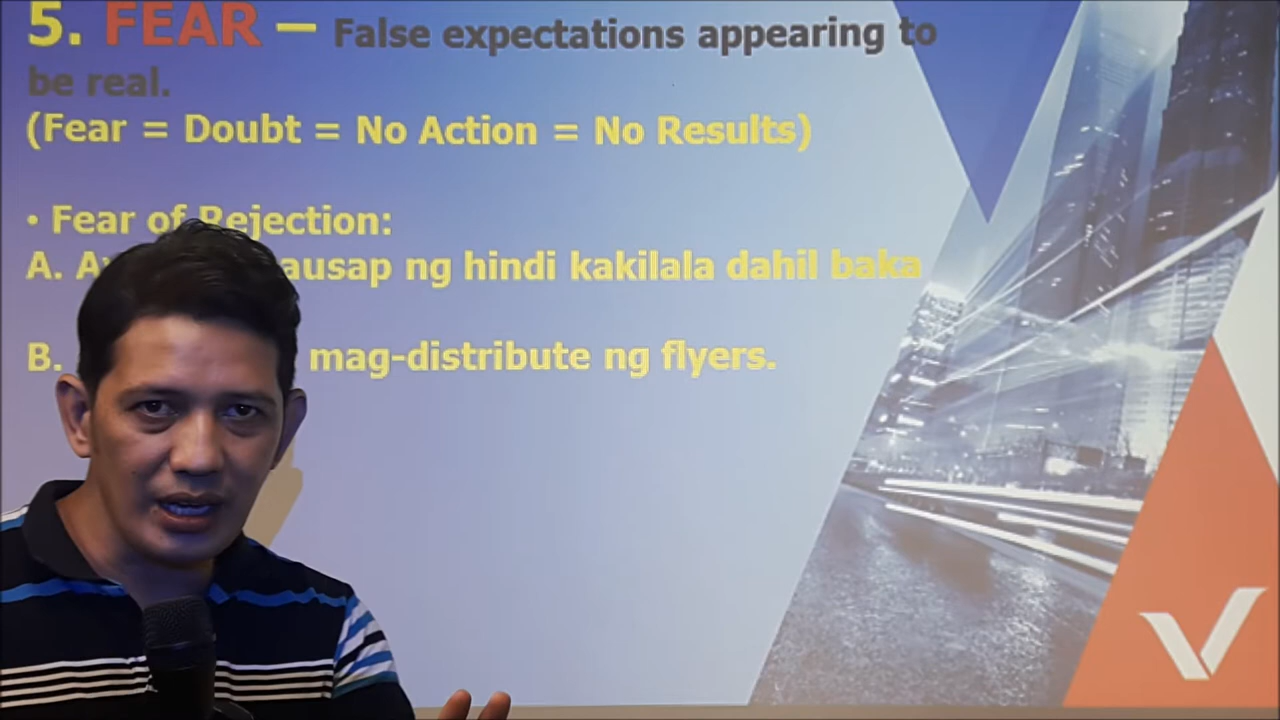 5. FEAR – False expectations appearing to
be real.
(Fear = Doubt = No Action = No Results)
• Fear of Rejection:
A. ausap ng hindi kakilala dahil baka
B. mag-distribute ng flyers.